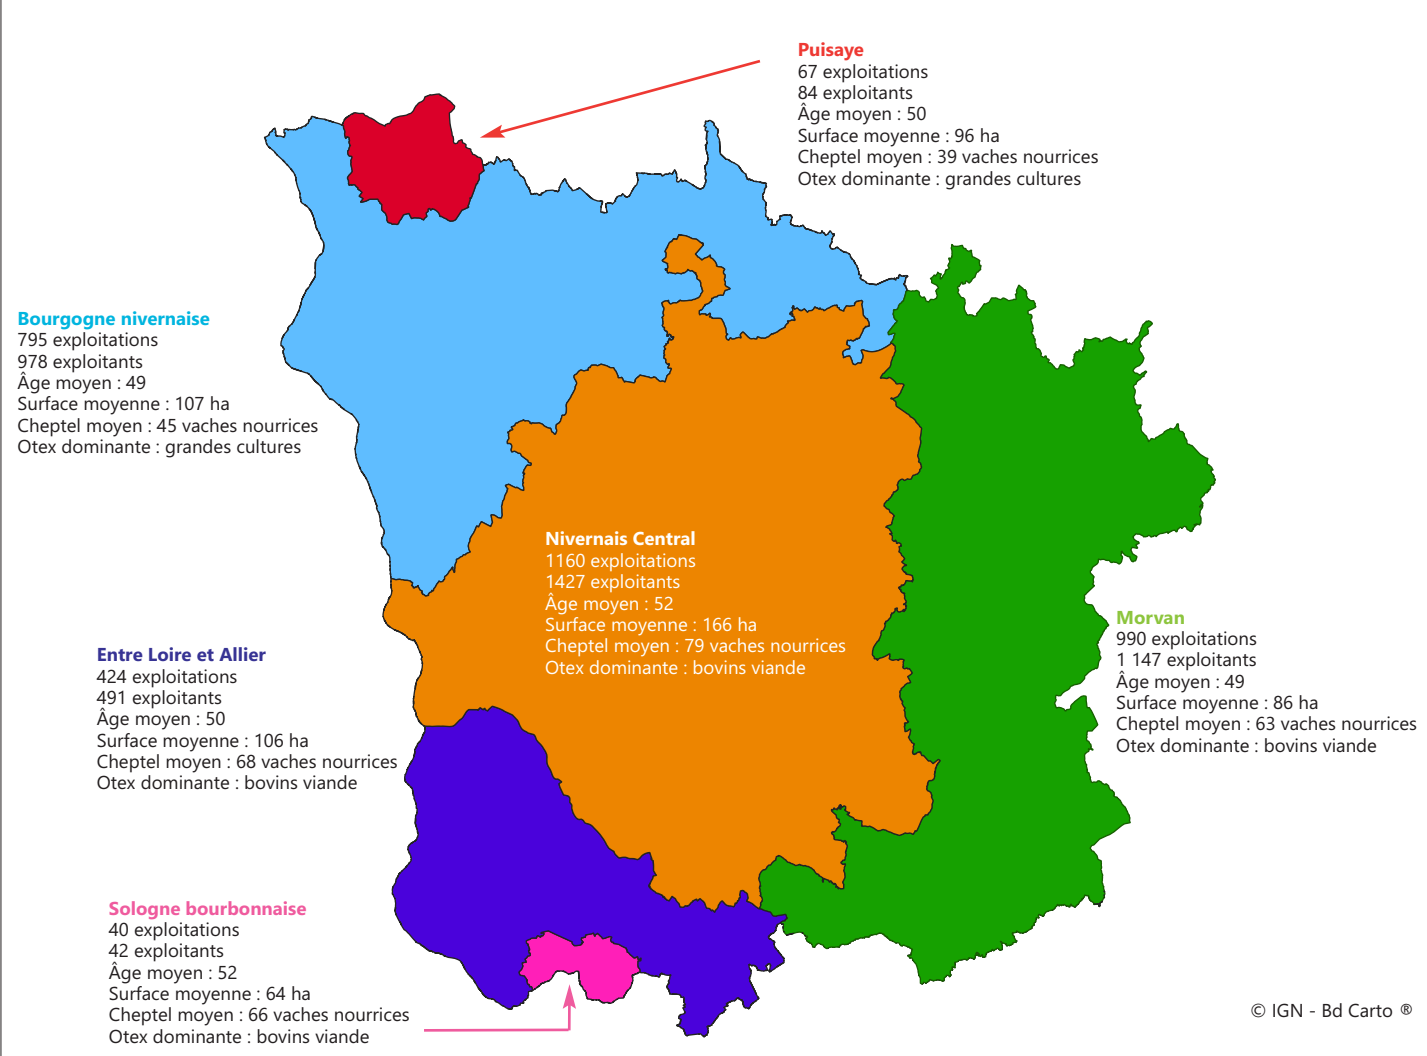 Puisaye
67 exploitations
84 exploitants
Âge moyen : 50
Surface moyenne : 96 ha
Cheptel moyen : 39 vaches nourrices
Otex dominante : grandes cultures
Bourgogne nivernaise
795 exploitations
978 exploitants
Âge moyen : 49
Surface moyenne : 107 ha
Cheptel moyen : 45 vaches nourrices
Otex dominante : grandes cultures
Nivernais Central
1160 exploitations
1427 exploitants
Âge moyen : 52
Surface moyenne : 166 ha
Cheptel moyen : 79 vaches nourrices
Otex dominante : bovins viande
Morvan
990 exploitations
1 147 exploitants
Âge moyen : 49
Surface moyenne : 86 ha
Cheptel moyen : 63 vaches nourrices
Otex dominante : bovins viande
Entre Loire et Allier
424 exploitations
491 exploitants
Âge moyen : 50
Surface moyenne : 106 ha
Cheptel moyen : 68 vaches nourrices
Otex dominante : bovins viande
Sologne bourbonnaise
40 exploitations
42 exploitants
Âge moyen : 52
Surface moyenne : 64 ha
Cheptel moyen : 66 vaches nourrices
Otex dominante : bovins viande
© IGN - Bd Carto ®